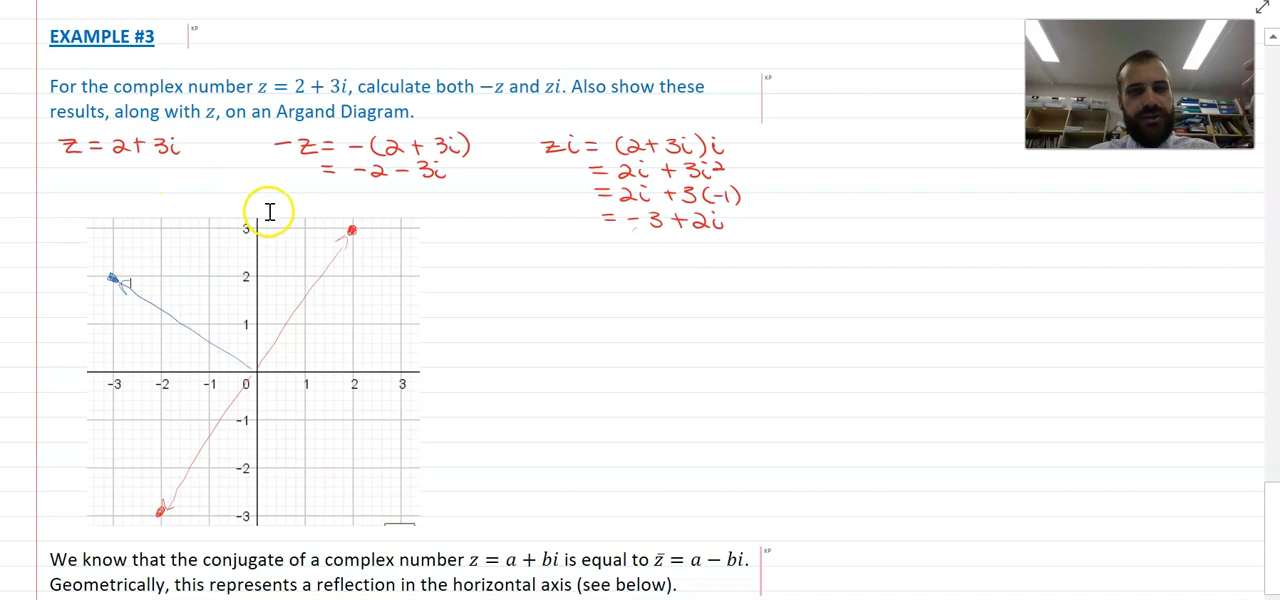 EXAMPLE #3
KP
For the complex number z = 2 + 3i, calculate both −z and zi. Also show these
KP
results, along with z, on an Argand Diagram.
z = 2 + 3i
-z = -(2 + 3i)
= -2 - 3i
zi = (2+3i)i
= 2i + 3i²
= 2i + 3(-1)
= -3 + 2i
3
2
1
-3 -2 -1 0 1 2 3
-1
-2
-3
We know that the conjugate of a complex number z = a + bi is equal to z̄ = a − bi.
KP
Geometrically, this represents a reflection in the horizontal axis (see below).